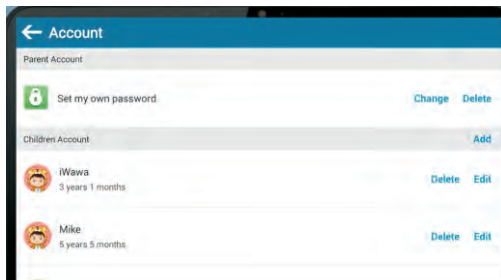 Account
Parent Account
Set my own password Change Delete
Children Account Add
iWawa
3 years 1 months
Delete Edit
Mike
5 years 5 months
Delete Edit